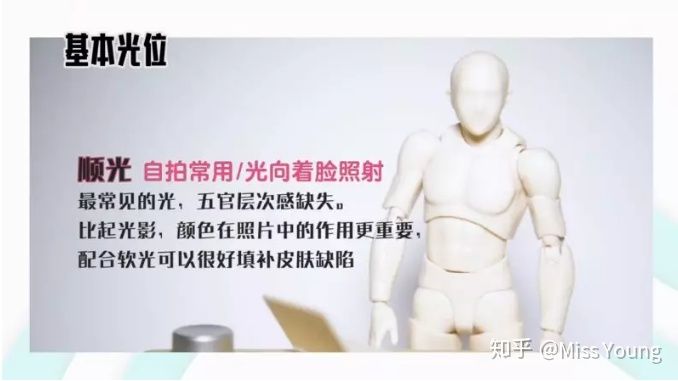 基本光位
顺光 自拍常用/光向着脸照射
最常见的光，五官层次感缺失。
比起光影，颜色在照片中的作用更重要，
配合软光可以很好填补皮肤缺陷
知乎 @Miss Young